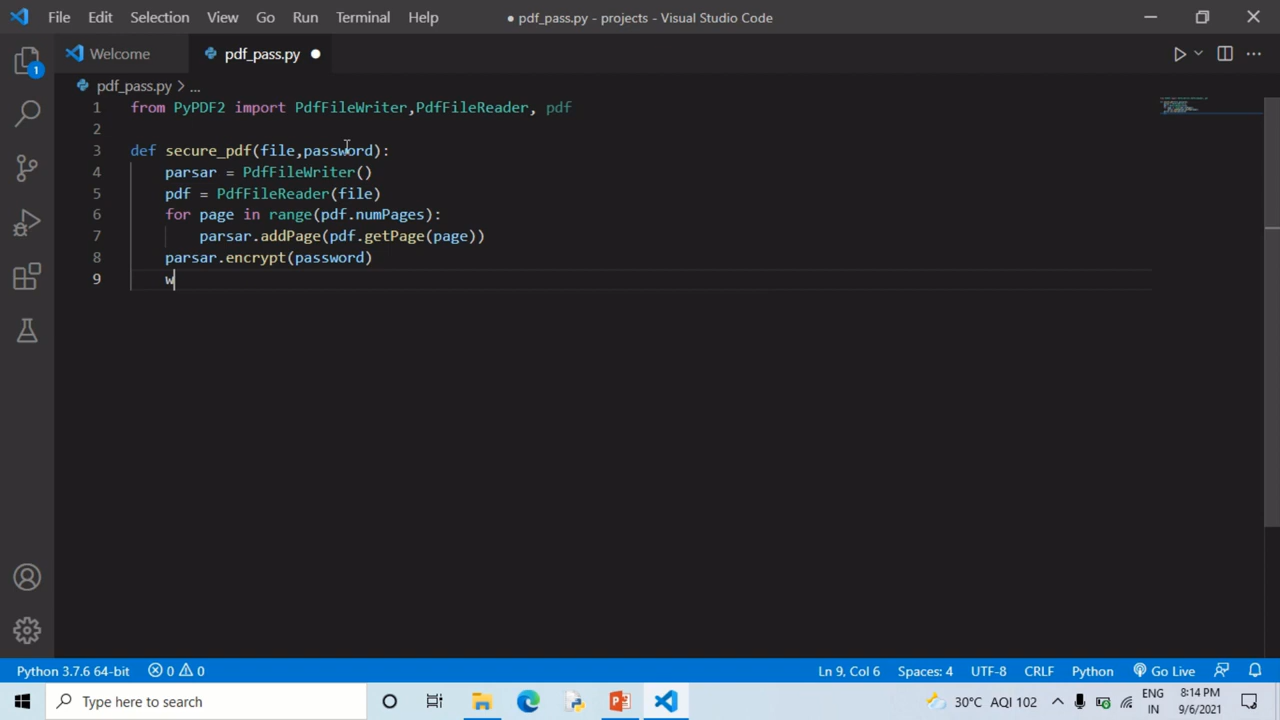 File Edit Selection View Go Run Terminal Help ● pdf_pass.py - projects - Visual Studio Code
Welcome pdf_pass.py ●
1
pdf_pass.py > ...
1 from PyPDF2 import PdfFileWriter,PdfFileReader, pdf
2
3 def secure_pdf(file,password):
4 parsar = PdfFileWriter()
5 pdf = PdfFileReader(file)
6 for page in range(pdf.numPages):
7 parsar.addPage(pdf.getPage(page))
8 parsar.encrypt(password)
9 w
Python 3.7.6 64-bit 0 0 Ln 9, Col 6 Spaces: 4 UTF-8 CRLF Python Go Live
Type here to search 30°C AQI 102 ENG 8:14 PM
IN 9/6/2021